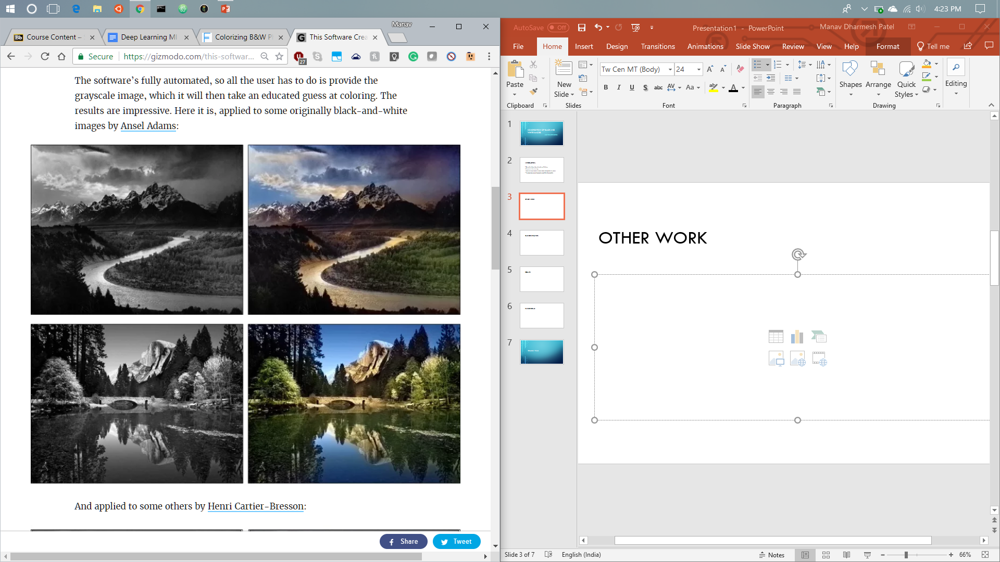 4:23 PM
Manav
Course Content –
Deep Learning MI
Colorizing B&W P
This Software Crea
Secure
https://gizmodo.com/this-softwar...
27
The software’s fully automated, so all the user has to do is provide the
grayscale image, which it will then take an educated guess at coloring. The
results are impressive. Here it is, applied to some originally black-and-white
images by Ansel Adams:
And applied to some others by Henri Cartier-Bresson:
Share
Tweet
AutoSave
Off
Presentation1 - PowerPoint
Manav Dharmesh Patel
File
Home
Insert
Design
Transitions
Animations
Slide Show
Review
View
Help
Format
Tell me
Paste
New
Slide
Tw Cen MT (Body)
24
B I U S abc AV Aa A
Shapes
Arrange
Quick
Styles
Editing
Clipboard
Slides
Font
Paragraph
Drawing
1
2
3
4
5
6
7
OTHER WORK
Slide 3 of 7
English (India)
Notes
66%